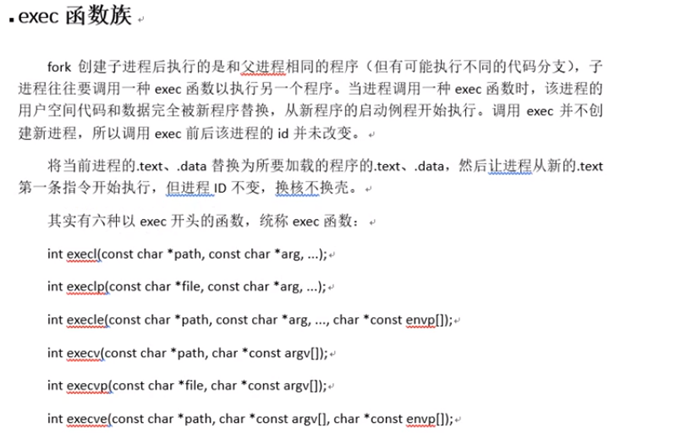 exec 函数族
fork 创建子进程后执行的是和父进程相同的程序（但有可能执行不同的代码分支），子
进程往往要调用一种 exec 函数以执行另一个程序。当进程调用一种 exec 函数时，该进程的
用户空间代码和数据完全被新程序替换，从新程序的启动例程开始执行。调用 exec 并不创
建新进程，所以调用 exec 前后该进程的 id 并未改变。
将当前进程的.text、.data 替换为所要加载的程序的.text、.data，然后让进程从新的.text
第一条指令开始执行，但进程 ID 不变，换核不换壳。
其实有六种以 exec 开头的函数，统称 exec 函数：
int execl(const char *path, const char *arg, ...);
int execlp(const char *file, const char *arg, ...);
int execle(const char *path, const char *arg, ..., char *const envp[]);
int execv(const char *path, char *const argv[]);
int execvp(const char *file, char *const argv[]);
int execve(const char *path, char *const argv[], char *const envp[]);